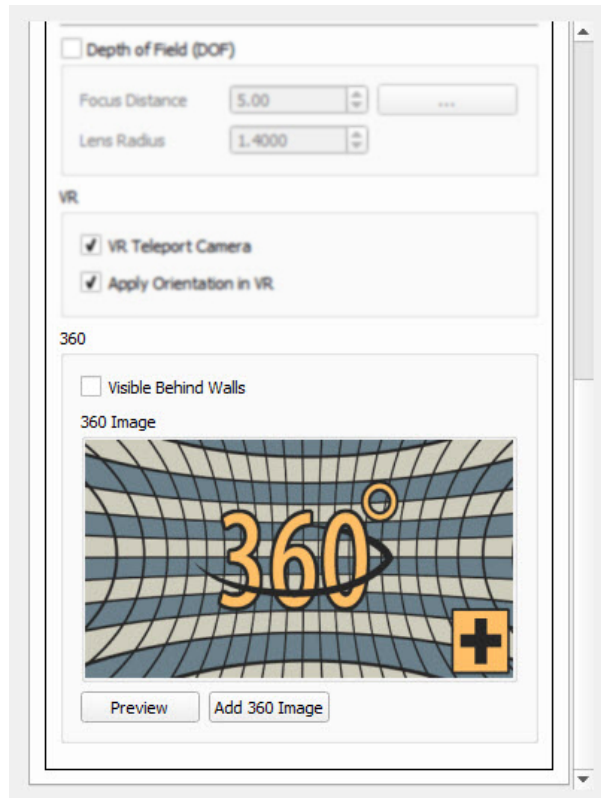 Depth of Field (DOF)
Focus Distance 5.00 ...
Lens Radius 1.4000
VR
VR Teleport Camera
Apply Orientation in VR
360
Visible Behind Walls
360 Image
360°
Preview Add 360 Image